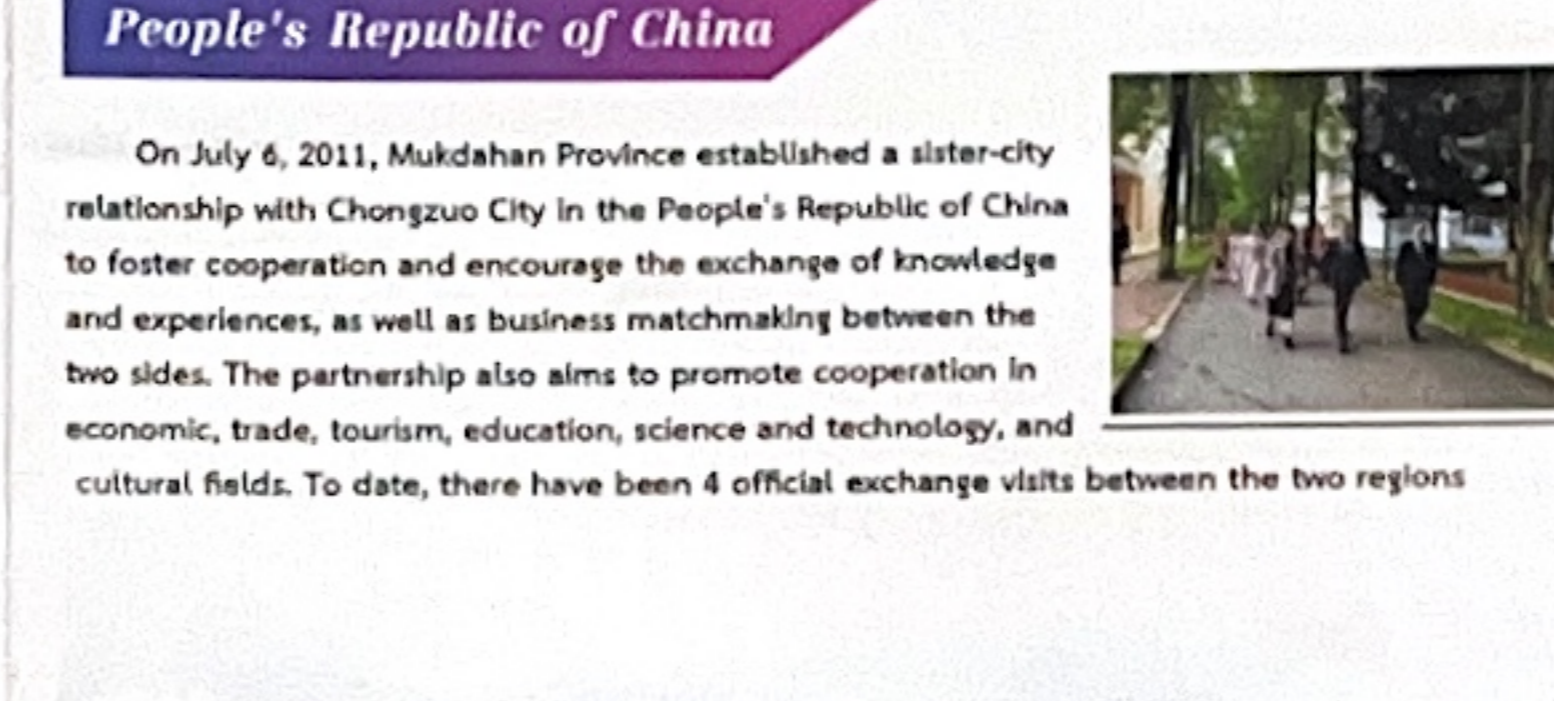 People's Republic of China
On July 6, 2011, Mukdahan Province established a sister-city
relationship with Chongzuo City in the People's Republic of China
to foster cooperation and encourage the exchange of knowledge
and experiences, as well as business matchmaking between the
two sides. The partnership also aims to promote cooperation in
economic, trade, tourism, education, science and technology, and
cultural fields. To date, there have been 4 official exchange visits between the two regions